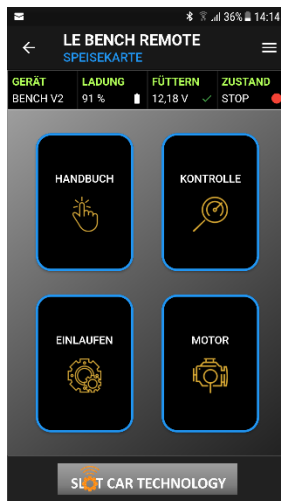 36% 14:14
LE BENCH REMOTE
SPEISEKARTE
GERÄT LADUNG FÜTTERN ZUSTAND
BENCH V2 91 % 12,18 V STOP
HANDBUCH KONTROLLE
EINLAUFEN MOTOR
SLOT CAR TECHNOLOGY